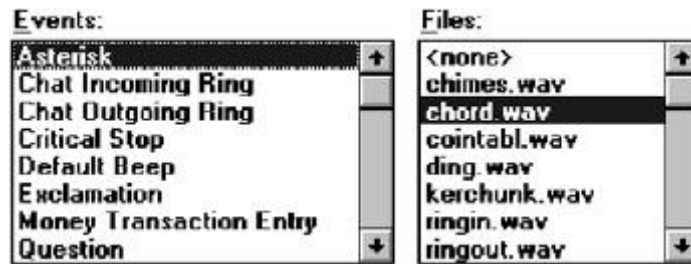 Events:
Asterisk
Chat Incoming Ring
Chat Outgoing Ring
Critical Stop
Default Beep
Exclamation
Money Transaction Entry
Question
Files:
<none>
chimes.wav
chord.wav
cointabl.wav
ding.wav
kerchunk.wav
ringin.wav
ringout.wav